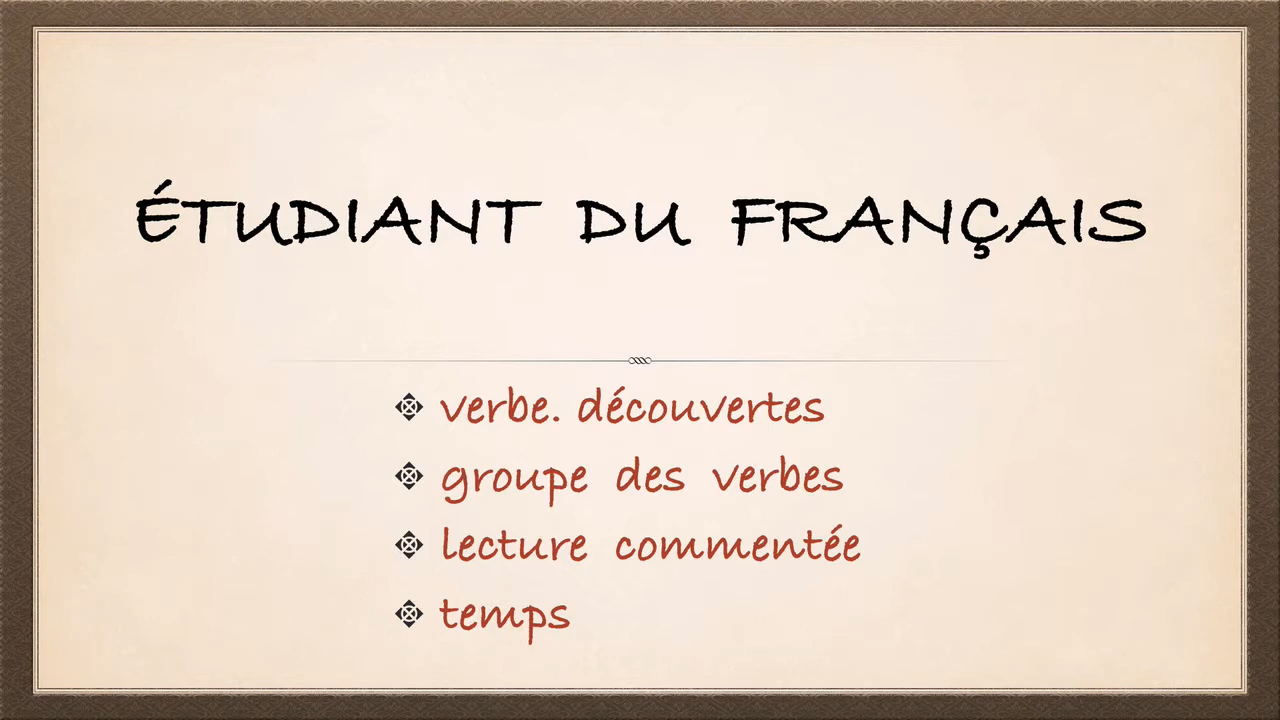 ÉTUDIANT DU FRANÇAIS
verbe. découvertes
groupe des verbes
lecture commentée
temps